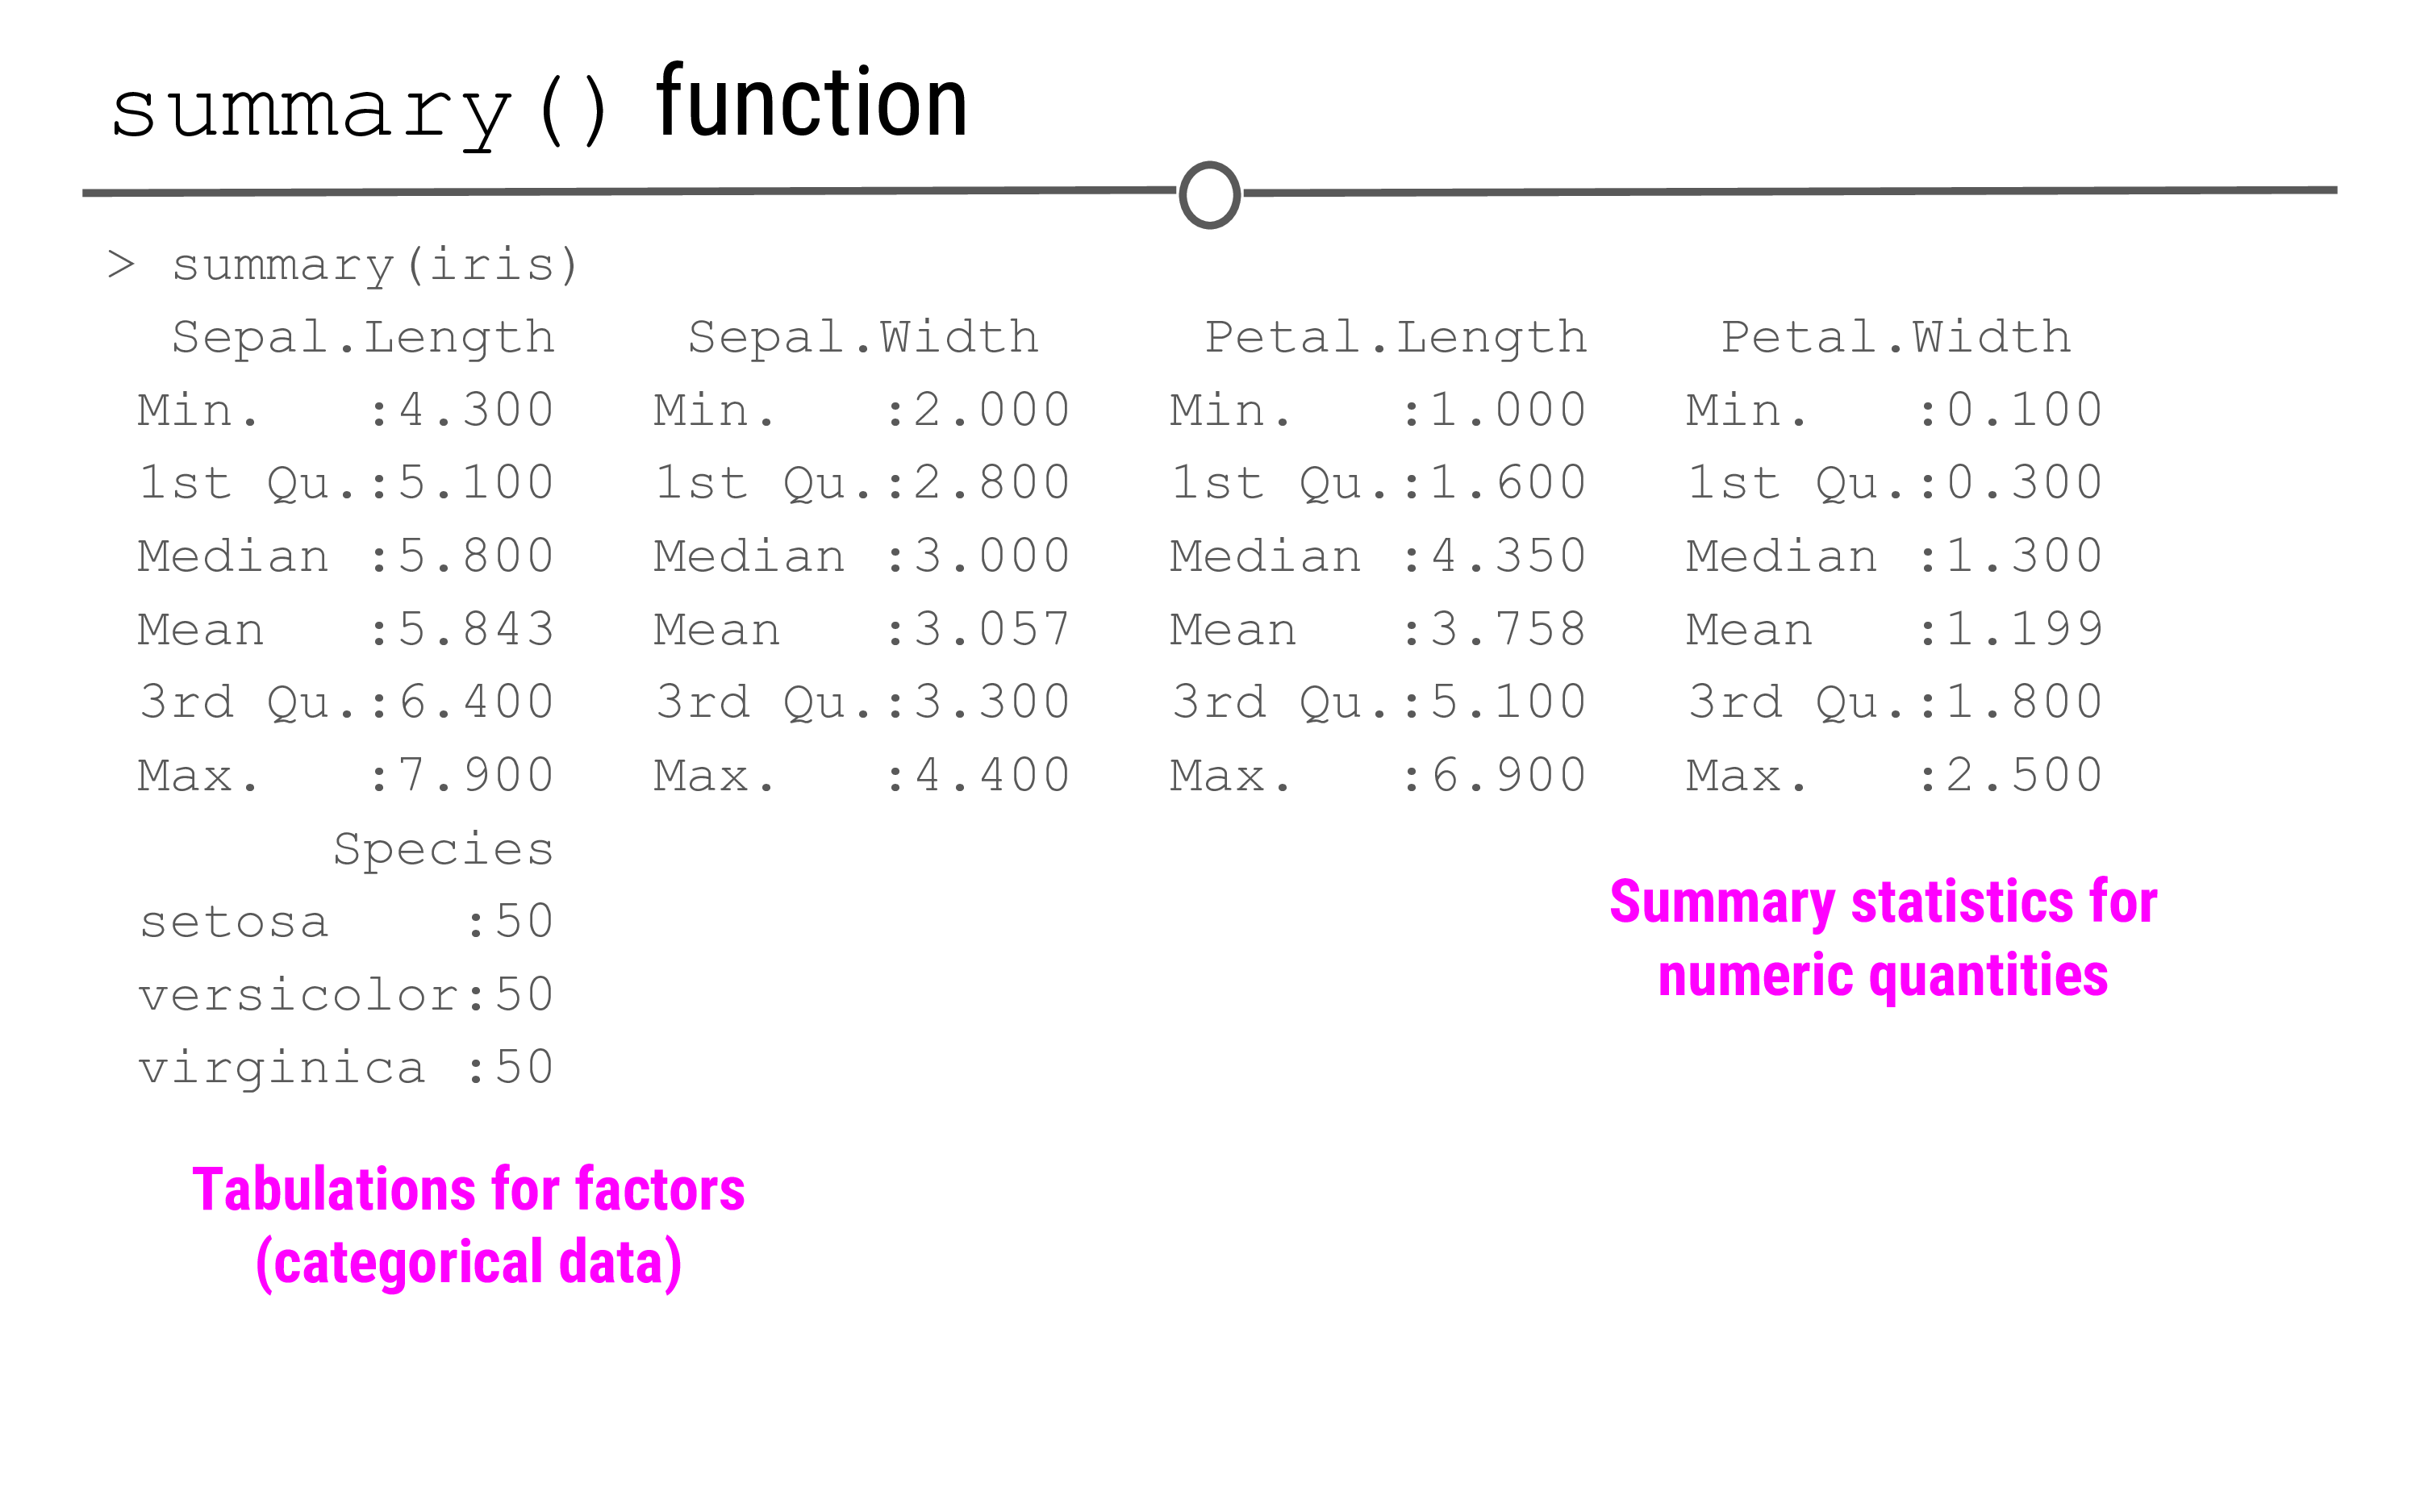 summary() function
> summary(iris)
  Sepal.Length    Sepal.Width     Petal.Length    Petal.Width
 Min.   :4.300   Min.   :2.000   Min.   :1.000   Min.   :0.100
 1st Qu.:5.100   1st Qu.:2.800   1st Qu.:1.600   1st Qu.:0.300
 Median :5.800   Median :3.000   Median :4.350   Median :1.300
 Mean   :5.843   Mean   :3.057   Mean   :3.758   Mean   :1.199
 3rd Qu.:6.400   3rd Qu.:3.300   3rd Qu.:5.100   3rd Qu.:1.800
 Max.   :7.900   Max.   :4.400   Max.   :6.900   Max.   :2.500
       Species
 setosa    :50
 versicolor:50
 virginica :50
Summary statistics for
numeric quantities
Tabulations for factors
(categorical data)